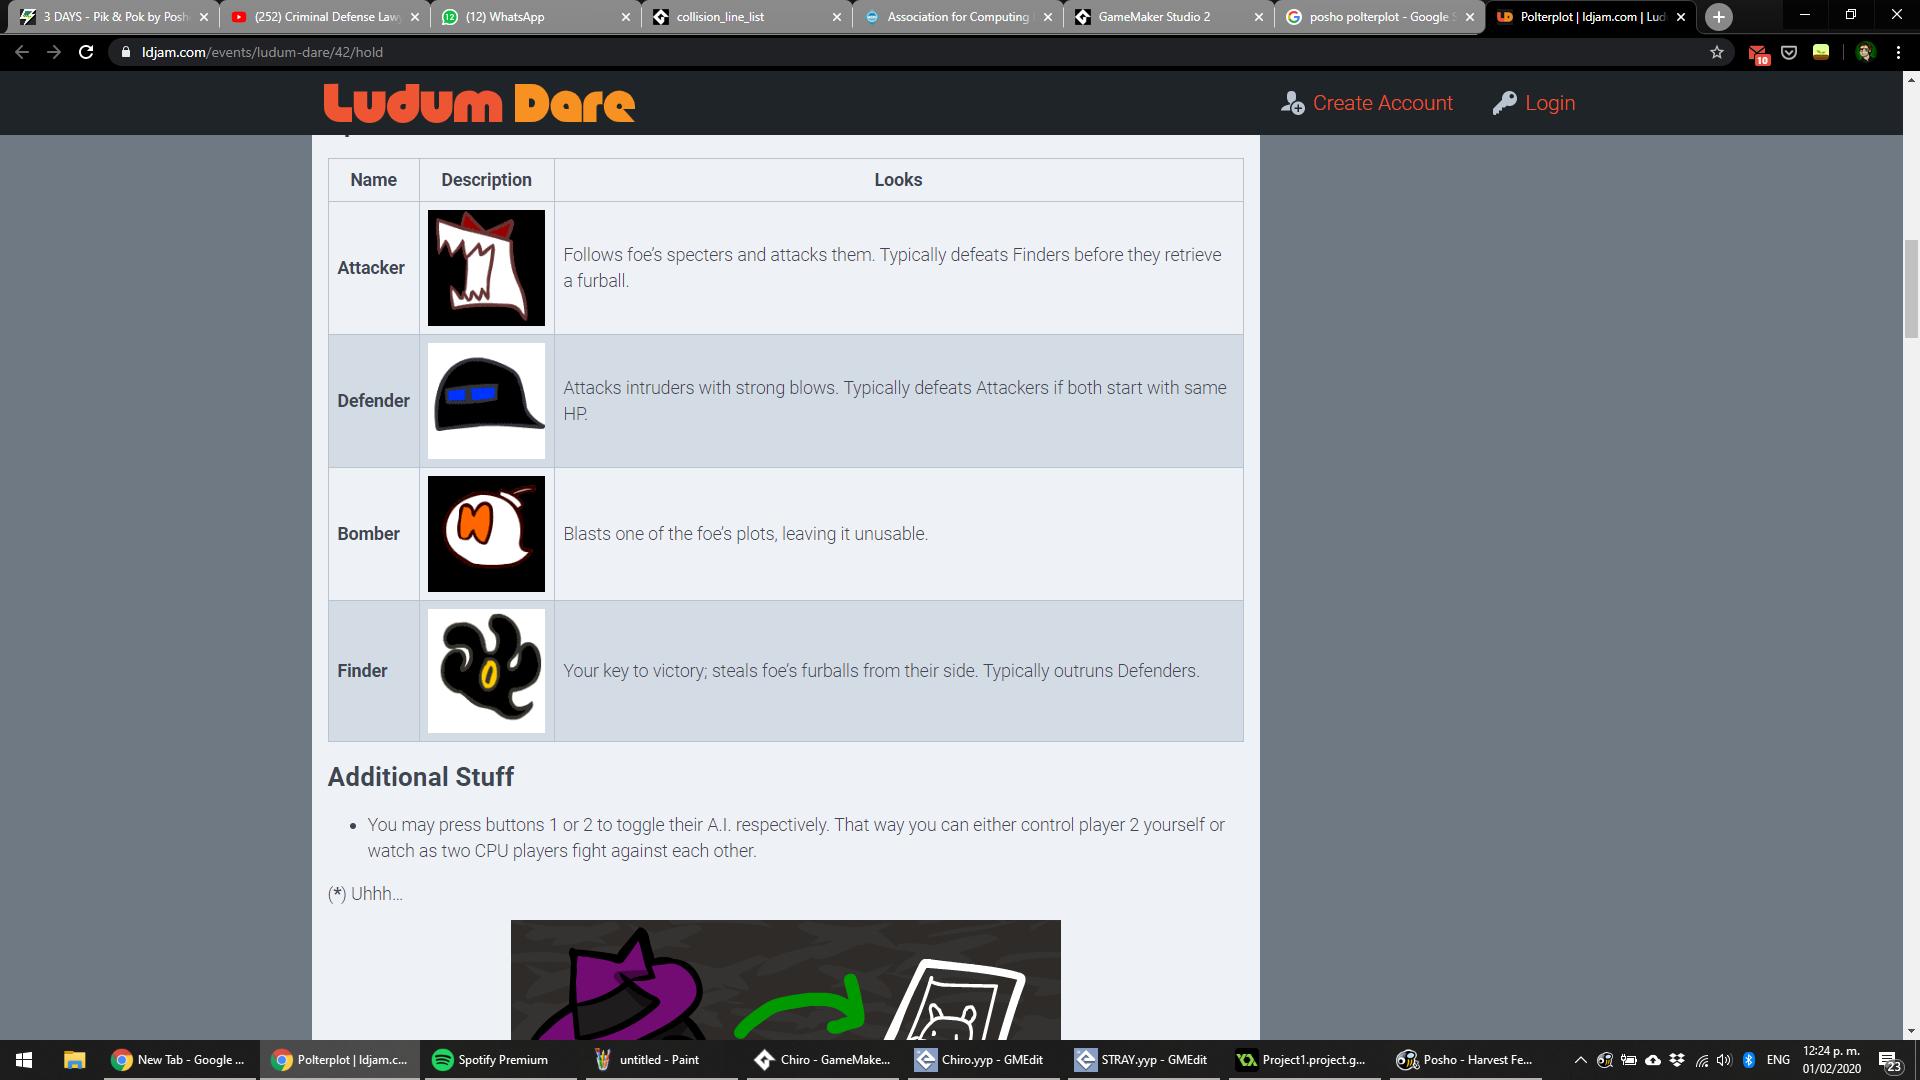 3 DAYS - Pik & Pok by Posh
(252) Criminal Defense Law
(12) WhatsApp
collision_line_list
Association for Computing
GameMaker Studio 2
posho polterplot - Google S
Polterplot | ldjam.com | Lud
ldjam.com/events/ludum-dare/42/hold
10
Ludum Dare
Create Account
Login
Name Description Looks
Attacker
Follows foe's specters and attacks them. Typically defeats Finders before they retrieve
a furball.
Defender
Attacks intruders with strong blows. Typically defeats Attackers if both start with same
HP.
Bomber
Blasts one of the foe's plots, leaving it unusable.
Finder
Your key to victory; steals foe's furballs from their side. Typically outruns Defenders.
Additional Stuff
• You may press buttons 1 or 2 to toggle their A.I. respectively. That way you can either control player 2 yourself or
watch as two CPU players fight against each other.
(*) Uhhh...
New Tab - Google ...
Polterplot | ldjam.c...
Spotify Premium
untitled - Paint
Chiro - GameMake...
Chiro.yyp - GMEdit
STRAY.yyp - GMEdit
Project1.project.g...
Posho - Harvest Fe...
ENG
12:24 p. m.
01/02/2020
23